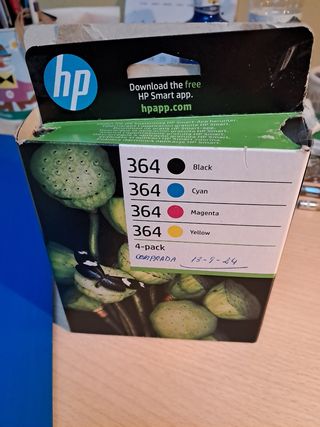 hp
Download the free
HP Smart app.
hpapp.com
364 Black
364 Cyan
364 Magenta
364 Yellow
4-pack
COMPRADA 13-9-24